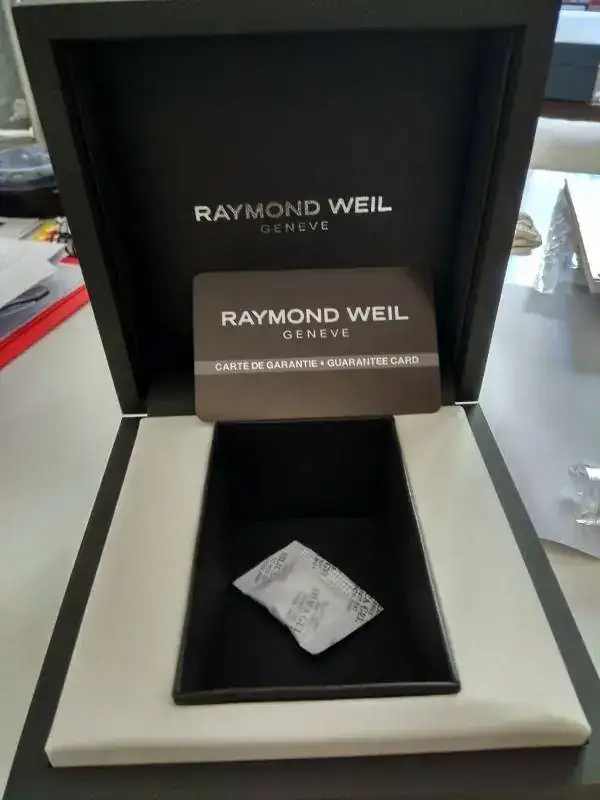 RAYMOND WEIL
GENEVE
RAYMOND WEIL
GENEVE
CARTE DE GARANTIE • GUARANTEE CARD